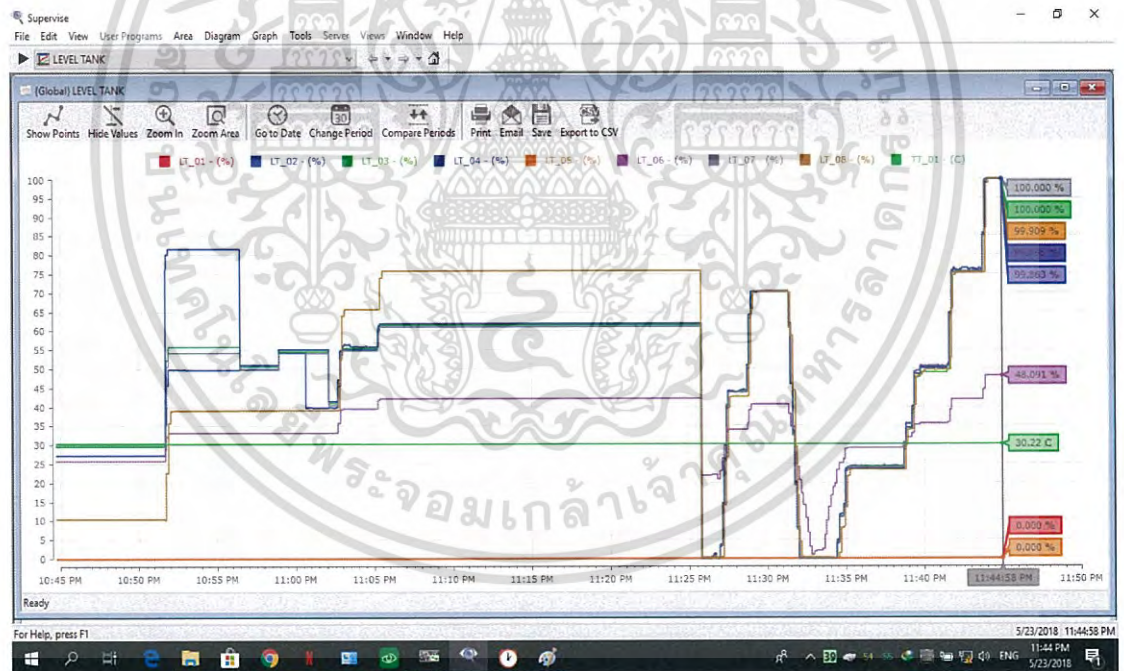 Supervise
File Edit View User Programs Area Diagram Graph Tools Server Views Window Help
LEVEL TANK
(Global) LEVEL TANK
Show Points Hide Values Zoom In Zoom Area Go to Date Change Period Compare Periods Print Email Save Export to CSV
LT_01 - (%) LT_02 - (%) LT_03 - (%) LT_04 - (%) LT_05 - (%) LT_06 - (%) LT_07 - (%) LT_08 - (%) TT_01 - (C)
100
95
90
85
80
75
70
65
60
55
50
45
40
35
30
25
20
15
10
5
0
100.000 %
100.000 %
99.909 %
99.863 %
48.091 %
30.22 C
0.000 %
0.000 %
10:45 PM 10:50 PM 10:55 PM 11:00 PM 11:05 PM 11:10 PM 11:15 PM 11:20 PM 11:25 PM 11:30 PM 11:35 PM 11:40 PM 11:44:58 PM 11:50 PM
Ready
For Help, press F1
5/23/2018 11:44:58 PM
ENG
11:44 PM
5/23/2018